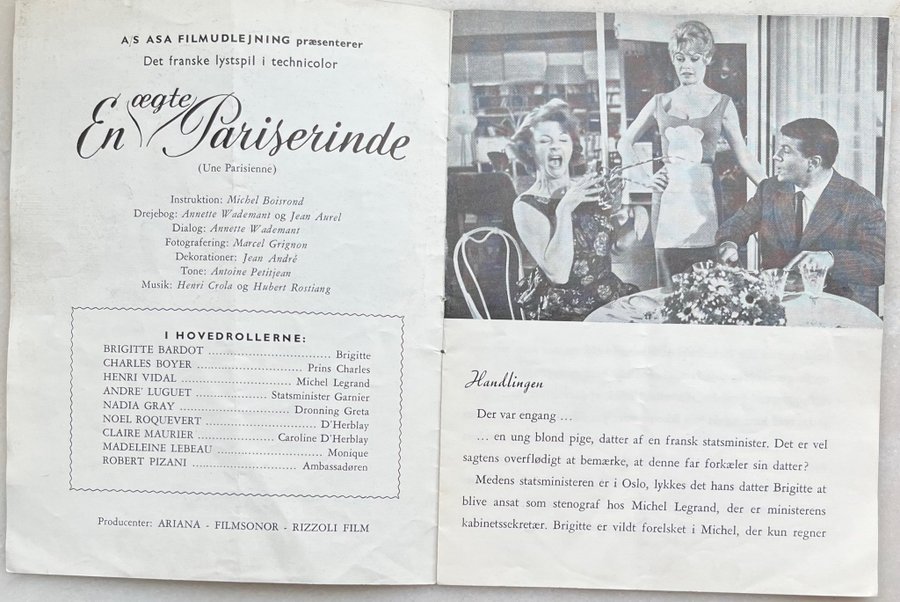 A/S ASA FILMUDLEJNING præsenterer
Det franske lystspil i technicolor
ægte
En Pariserinde
(Une Parisienne)
Instruktion: Michel Boisrond
Drejebog: Annette Wademant og Jean Aurel
Dialog: Annette Wademant
Fotografering: Marcel Grignon
Dekorationer: Jean André
Tone: Antoine Petitjean
Musik: Henri Crola og Hubert Rostiang
I HOVEDROLLERNE:
BRIGITTE BARDOT ................................ Brigitte
CHARLES BOYER ............................ Prins Charles
HENRI VIDAL .............................. Michel Legrand
ANDRE' LUGUET ..................... Statsminister Garnier
NADIA GRAY ............................. Dronning Greta
NOEL ROQUEVERT ............................... D'Herblay
CLAIRE MAURIER ..................... Caroline D'Herblay
MADELEINE LEBEAU ............................ Monique
ROBERT PIZANI ............................ Ambassadøren
Producenter: ARIANA - FILMSONOR - RIZZOLI FILM
Handlingen
Der var engang ...
... en ung blond pige, datter af en fransk statsminister. Det er vel
sagtens overflødigt at bemærke, at denne far forkæler sin datter?
Medens statsministeren er i Oslo, lykkes det hans datter Brigitte at
blive ansat som stenograf hos Michel Legrand, der er ministerens
kabinetssekretær. Brigitte er vildt forelsket i Michel, der kun regner